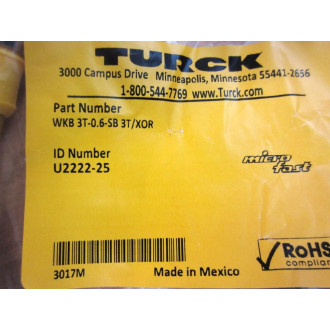 TURCK
3000 Campus Drive Minneapolis, Minnesota 55441-2656
1-800-544-7769 www.Turck.com
Part Number
WKB 3T-0.6-SB 3T/XOR
ID Number
U2222-25
micro
fast
3017M
Made in Mexico
RoHS
complian